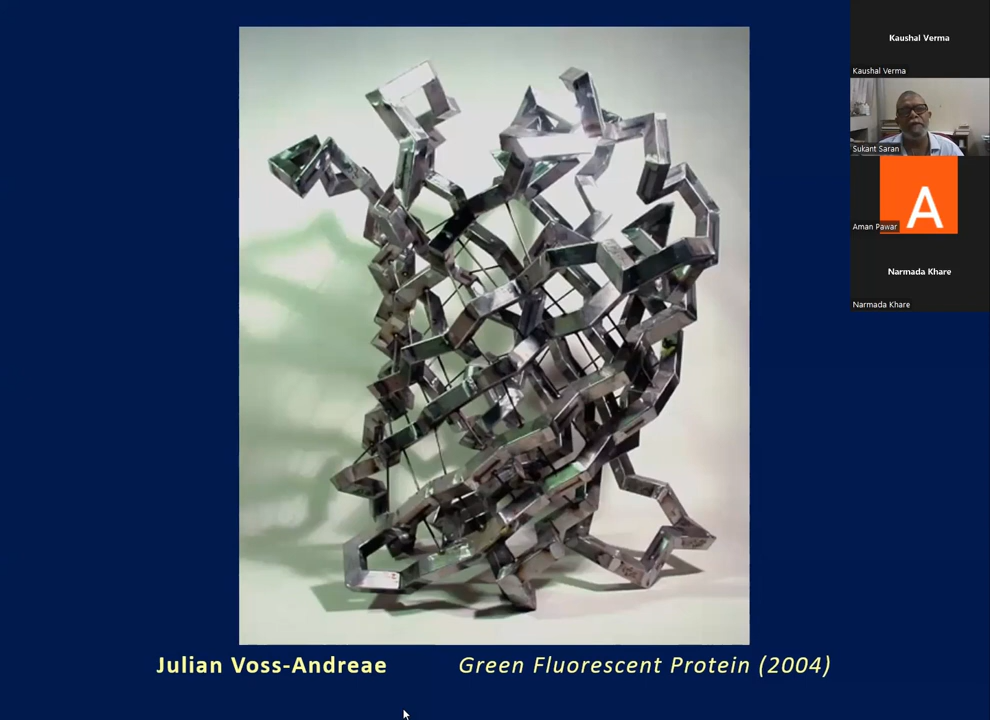 Kaushal Verma
Kaushal Verma
Sukant Saran
A
Aman Pawar
Narmada Khare
Narmada Khare
Julian Voss-Andreae Green Fluorescent Protein (2004)